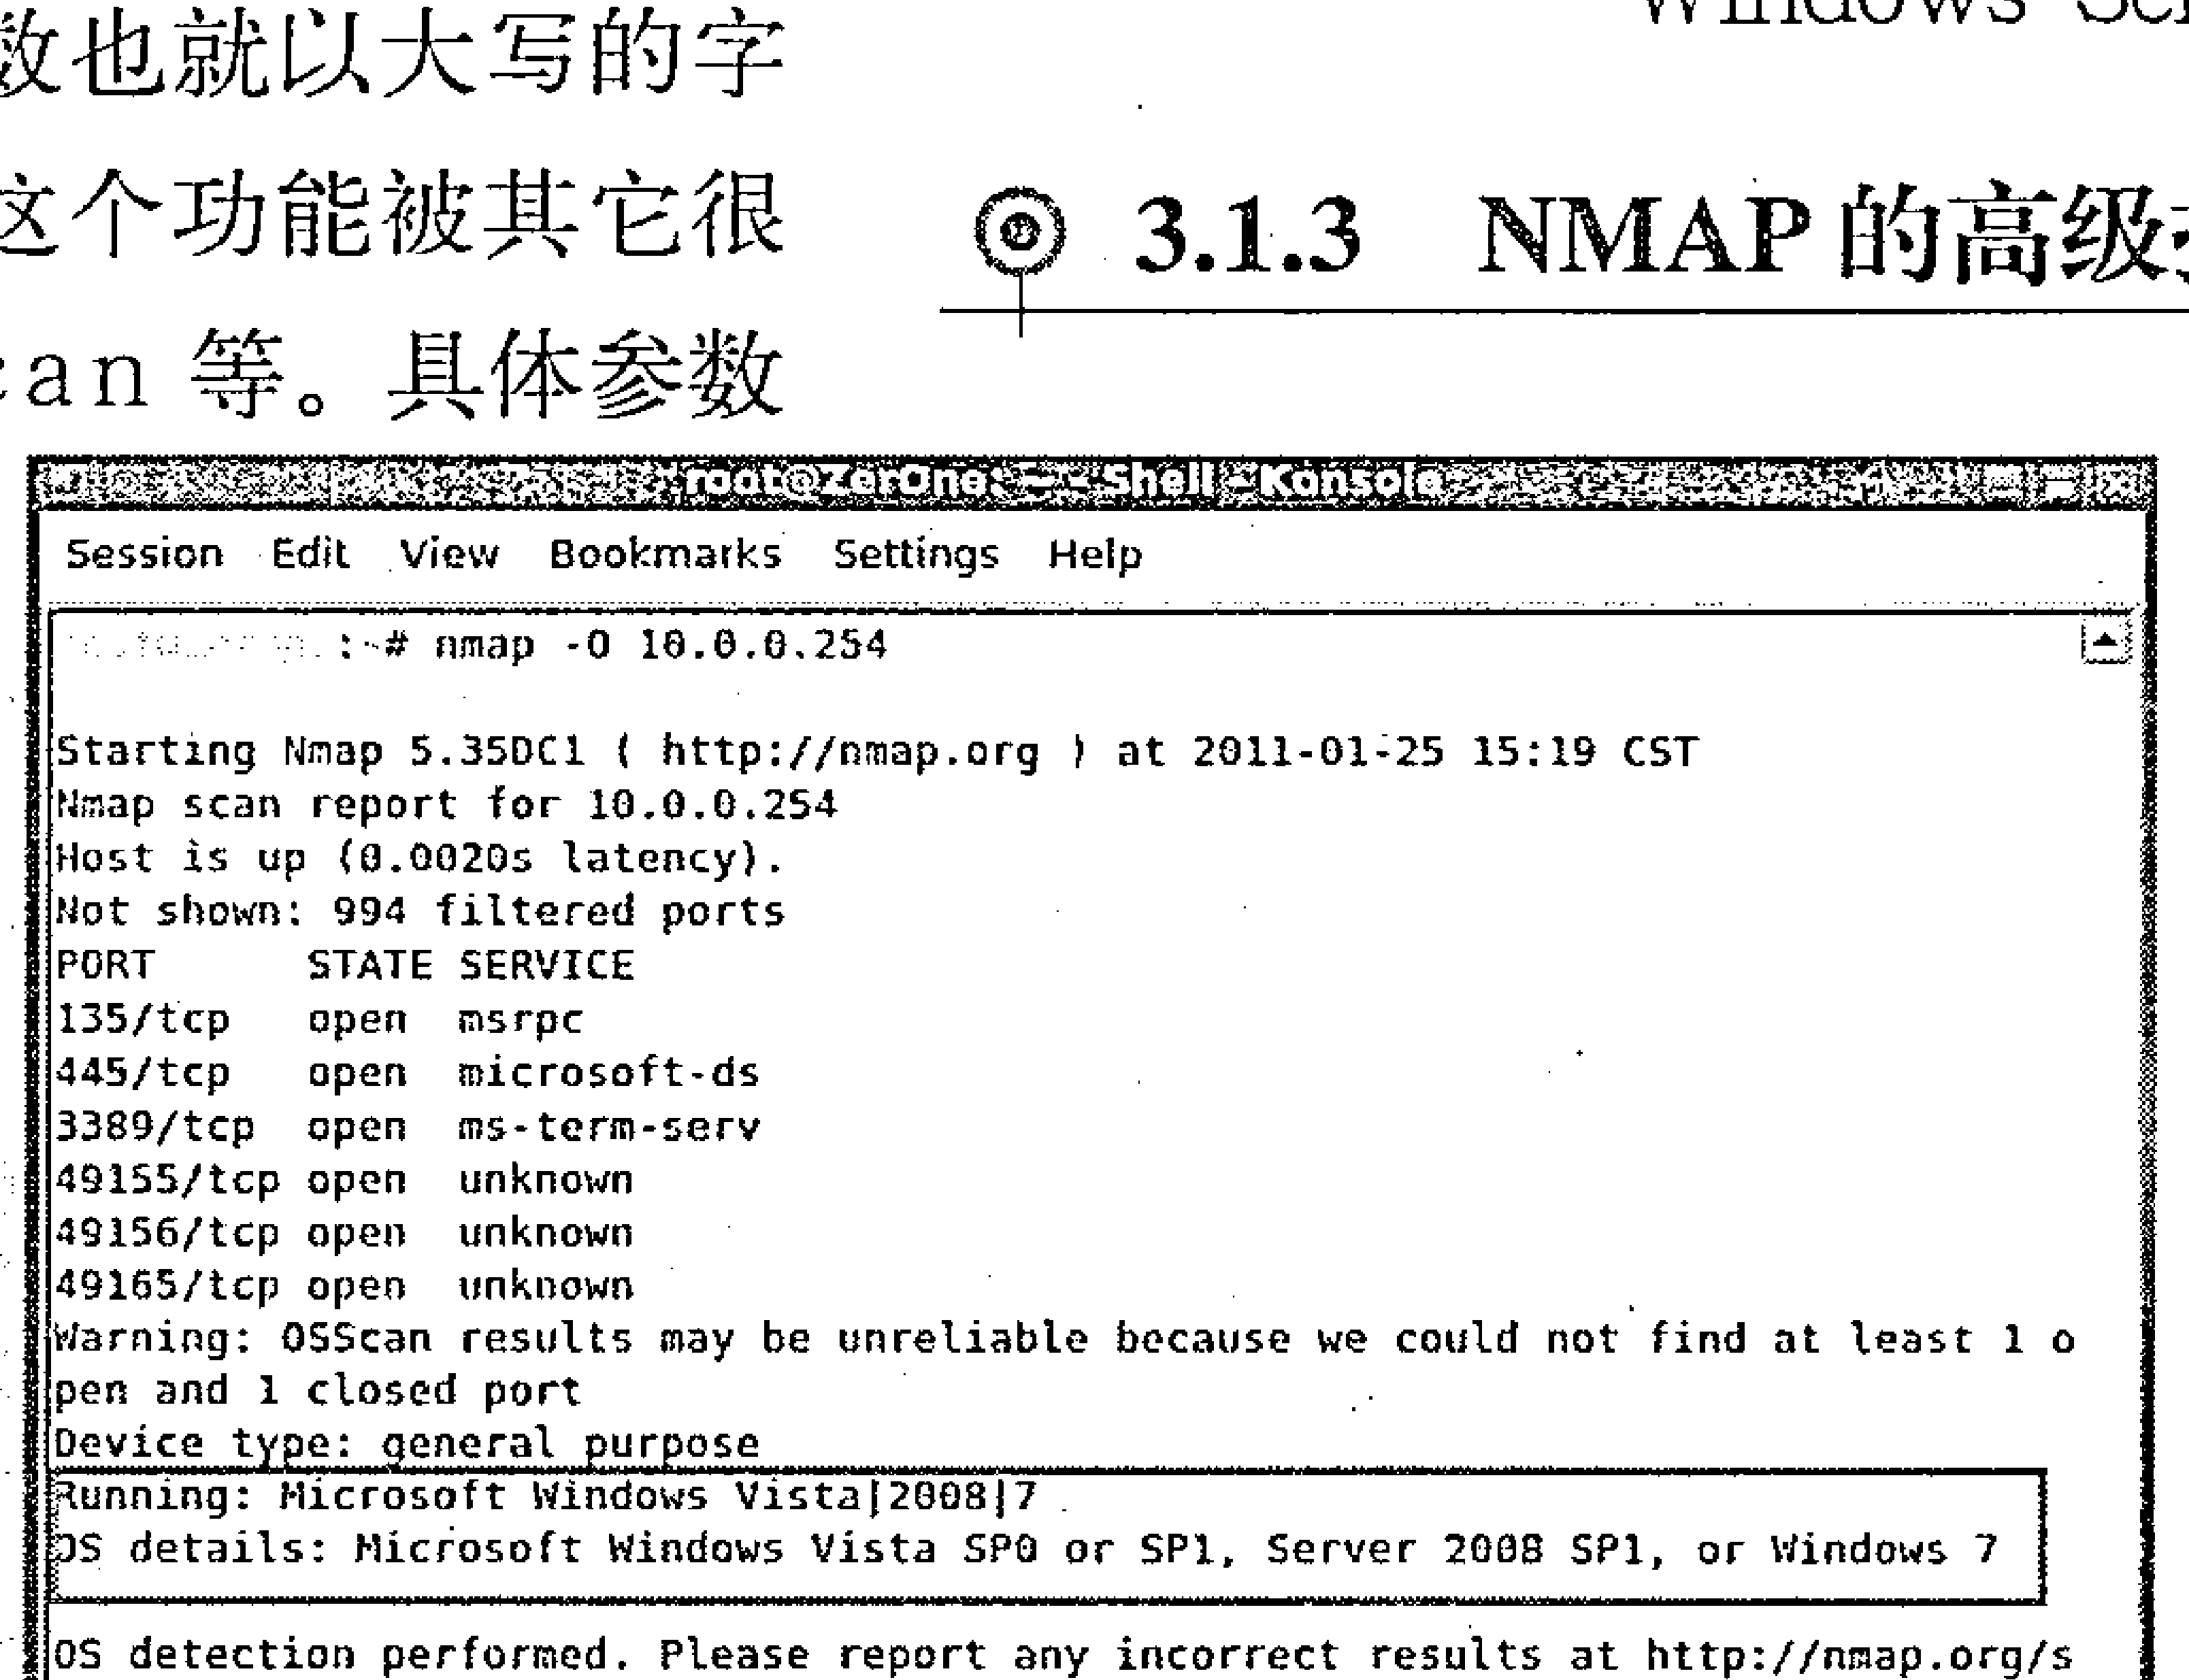 数也就以大写的字
这个功能被其它很
can 等。具体参数
Windows
3.1.3 NMAP 的高级
root@ZerOne: ~ - Shell - Konsole
Session Edit View Bookmarks Settings Help
:~# nmap -O 10.0.0.254
Starting Nmap 5.35DC1 ( http://nmap.org ) at 2011-01-25 15:19 CST
Nmap scan report for 10.0.0.254
Host is up (0.0020s latency).
Not shown: 994 filtered ports
PORT STATE SERVICE
135/tcp open msrpc
445/tcp open microsoft-ds
3389/tcp open ms-term-serv
49155/tcp open unknown
49156/tcp open unknown
49165/tcp open unknown
Warning: OSScan results may be unreliable because we could not find at least 1 o
pen and 1 closed port
Device type: general purpose
Running: Microsoft Windows Vista|2008|7
OS details: Microsoft Windows Vista SP0 or SP1, Server 2008 SP1, or Windows 7
OS detection performed. Please report any incorrect results at http://nmap.org/s